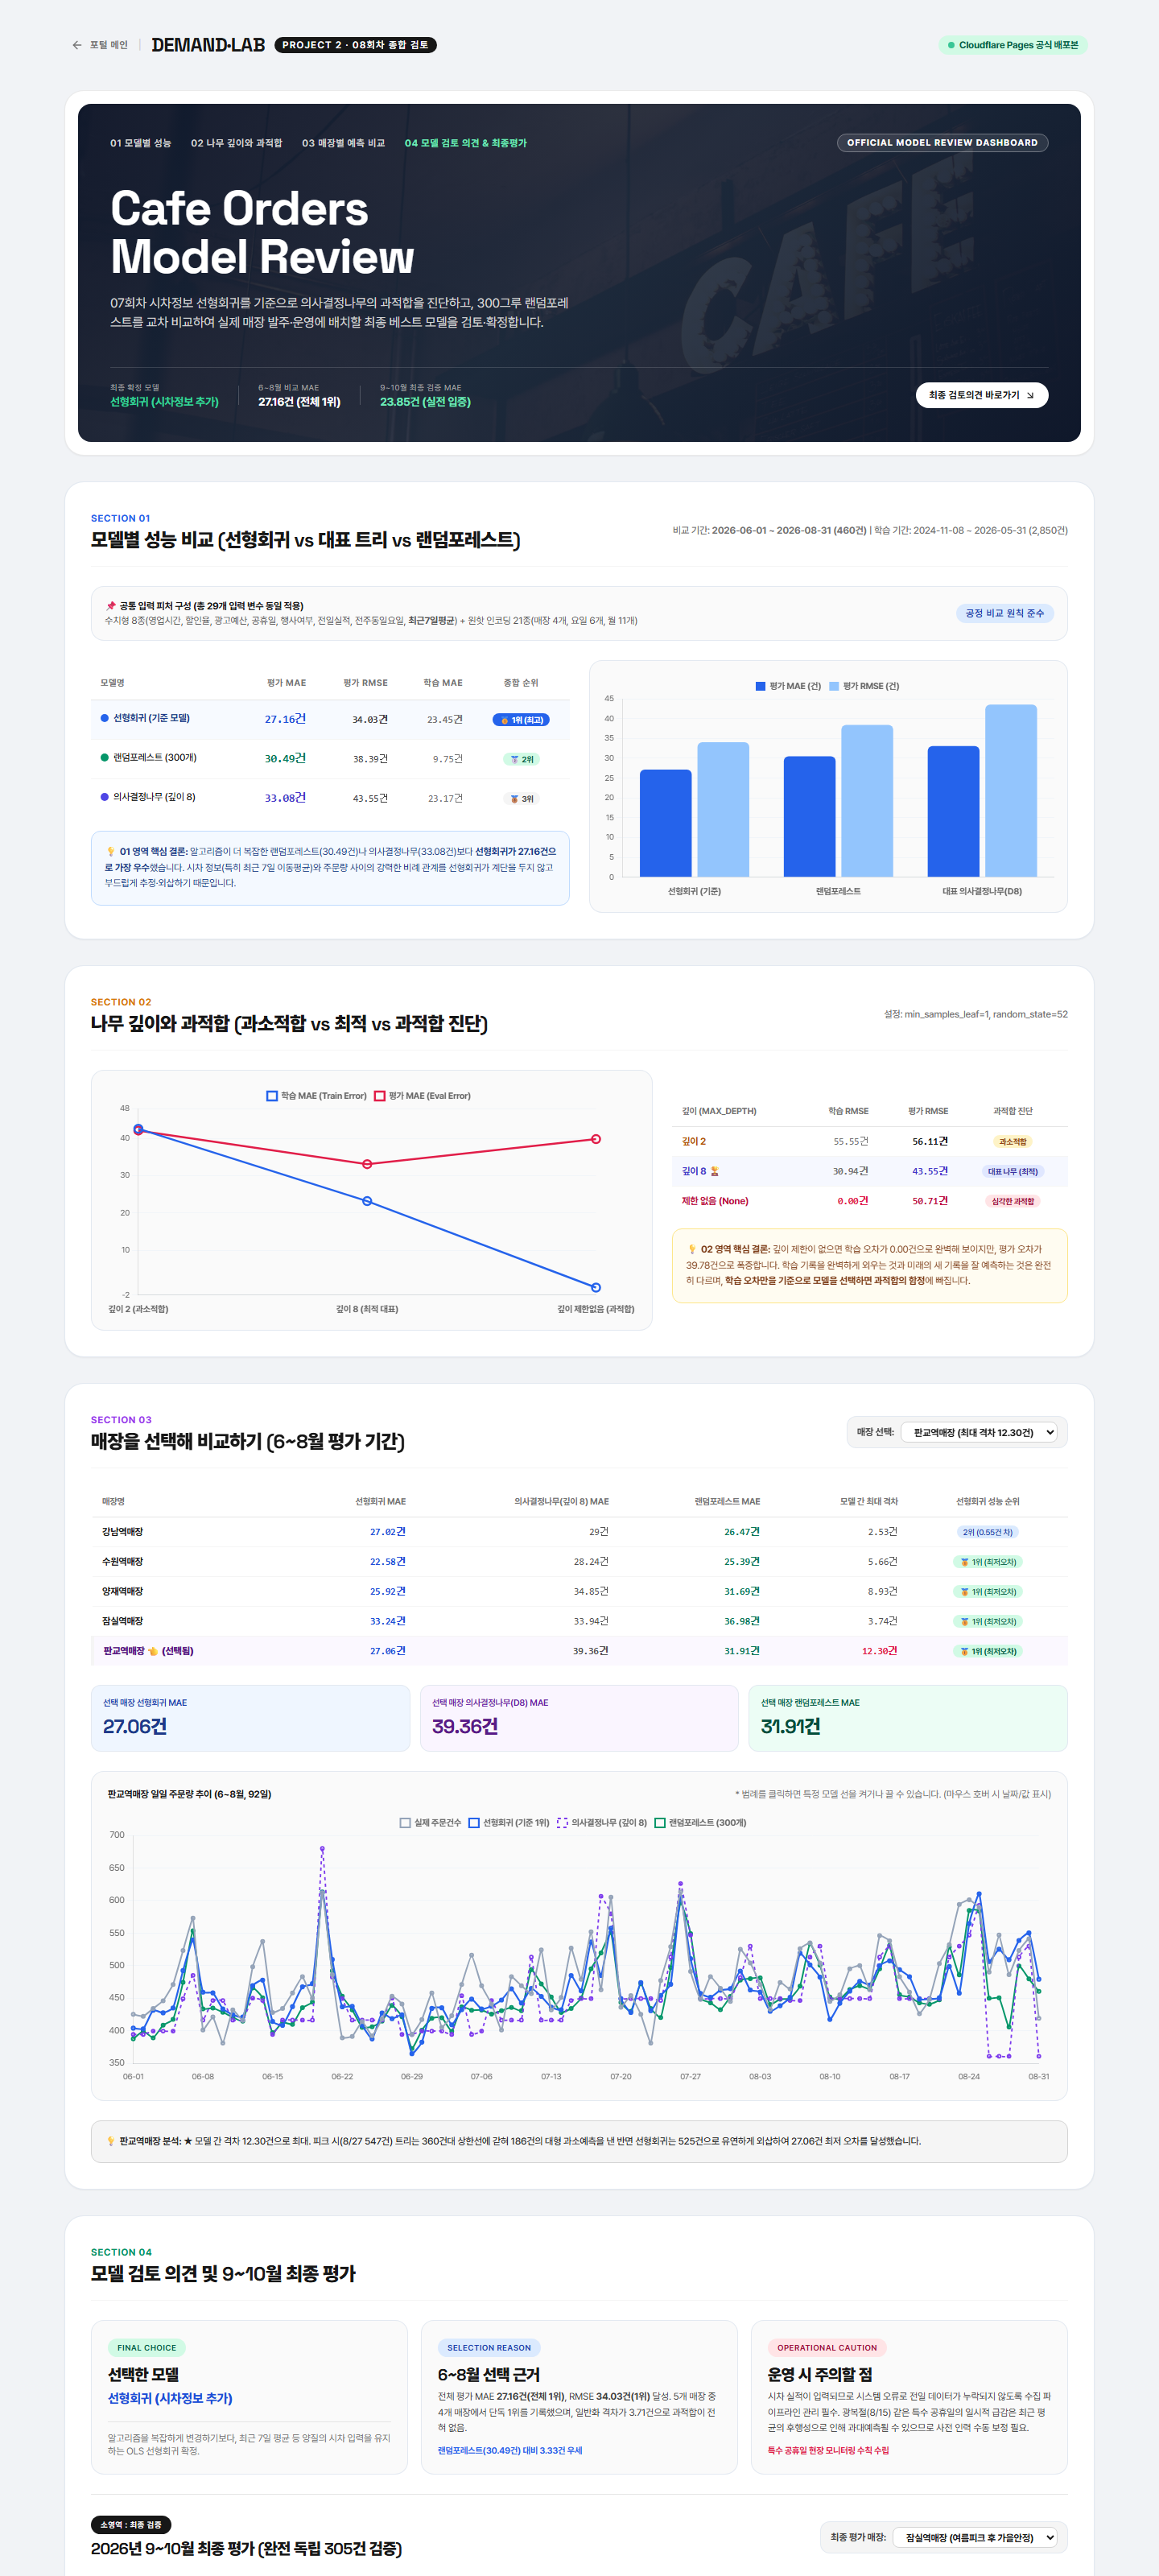 ← 포털 메인 | DEMAND·LAB PROJECT 2 · 08회차 종합 검토
Cloudflare Pages 공식 배포본
01 모델별 성능 02 나무 깊이와 과적합 03 매장별 예측 비교 04 모델 검토 의견 & 최종평가
OFFICIAL MODEL REVIEW DASHBOARD
CAFE
Cafe Orders
Model Review
07회차 시차정보 선형회귀를 기준으로 의사결정나무의 과적합을 진단하고, 300그루 랜덤포레
스트를 교차 비교하여 실제 매장 발주·운영에 배치할 최종 베스트 모델을 검토·확정합니다.
최종 확정 모델
선형회귀 (시차정보 추가)
6~8월 비교 MAE
27.16건 (전체 1위)
9~10월 최종 검증 MAE
23.85건 (실전 입증)
최종 검토의견 바로가기
SECTION 01
모델별 성능 비교 (선형회귀 vs 대표 트리 vs 랜덤포레스트)
비교 기간: 2026-06-01 ~ 2026-08-31 (460건) | 학습 기간: 2024-11-08 ~ 2026-05-31 (2,850건)
📌 공통 입력 피처 구성 (총 29개 입력 변수 동일 적용)
수치형 8종(영업시간, 할인율, 광고예산, 공휴일, 행사여부, 전일실적, 전주동일요일, 최근7일평균) + 원핫 인코딩 21종(매장 4개, 요일 6개, 월 11개)
공정 비교 원칙 준수
모델명 평가 MAE 평가 RMSE 학습 MAE 종합 순위
선형회귀 (기준 모델) 27.16건 34.03건 23.45건 🥇 1위 (최고)
랜덤포레스트 (300개) 30.49건 38.39건 9.75건 🥈 2위
의사결정나무 (깊이 8) 33.08건 43.55건 23.17건 🥉 3위
💡 01 영역 핵심 결론: 알고리즘이 더 복잡한 랜덤포레스트(30.49건)나 의사결정나무(33.08건)보다 선형회귀가 27.16건으
로 가장 우수했습니다. 시차 정보(특히 최근 7일 이동평균)와 주문량 사이의 강력한 비례 관계를 선형회귀가 계단을 두지 않고
부드럽게 추정·외삽하기 때문입니다.
평가 MAE (건) 평가 RMSE (건)
45
40
35
30
25
20
15
10
5
0
선형회귀 (기준) 랜덤포레스트 대표 의사결정나무(D8)
SECTION 02
나무 깊이와 과적합 (과소적합 vs 최적 vs 과적합 진단)
설정: min_samples_leaf=1, random_state=52
학습 MAE (Train Error) 평가 MAE (Eval Error)
48
40
30
20
10
-2
깊이 2 (과소적합) 깊이 8 (최적 대표) 깊이 제한없음 (과적합)
깊이 (MAX_DEPTH) 학습 RMSE 평가 RMSE 과적합 진단
깊이 2 55.55건 56.11건 과소적합
깊이 8 🏆 30.94건 43.55건 대표 나무 (최적)
제한 없음 (None) 0.00건 50.71건 심각한 과적합
💡 02 영역 핵심 결론: 깊이 제한이 없으면 학습 오차가 0.00건으로 완벽해 보이지만, 평가 오차가
39.78건으로 폭증합니다. 학습 기록을 완벽하게 외우는 것과 미래의 새 기록을 잘 예측하는 것은 완전
히 다르며, 학습 오차만을 기준으로 모델을 선택하면 과적합의 함정에 빠집니다.
SECTION 03
매장을 선택해 비교하기 (6~8월 평가 기간)
매장 선택: 판교역매장 (최대 격차 12.30건)
매장명 선형회귀 MAE 의사결정나무(깊이 8) MAE 랜덤포레스트 MAE 모델 간 최대 격차 선형회귀 성능 순위
강남역매장 27.02건 29건 26.47건 2.53건 2위 (0.55건 차)
수원역매장 22.58건 28.24건 25.39건 5.66건 🥇 1위 (최저오차)
양재역매장 25.92건 34.85건 31.69건 8.93건 🥇 1위 (최저오차)
잠실역매장 33.24건 33.94건 36.98건 3.74건 🥇 1위 (최저오차)
판교역매장 👈 (선택됨) 27.06건 39.36건 31.91건 12.30건 🥇 1위 (최저오차)
선택 매장 선형회귀 MAE
27.06건
선택 매장 의사결정나무(D8) MAE
39.36건
선택 매장 랜덤포레스트 MAE
31.91건
판교역매장 일일 주문량 추이 (6~8월, 92일)
* 범례를 클릭하면 특정 모델 선을 켜거나 끌 수 있습니다. (마우스 호버 시 날짜/값 표시)
실제 주문건수 선형회귀 (기준 1위) 의사결정나무 (깊이 8) 랜덤포레스트 (300개)
700
650
600
550
500
450
400
350
06-01 06-08 06-15 06-22 06-29 07-06 07-13 07-20 07-27 08-03 08-10 08-17 08-24 08-31
💡 판교역매장 분석: ★ 모델 간 격차 12.30건으로 최대. 피크 시(8/27 547건) 트리는 360건대 상한선에 갇혀 186건의 대형 과소예측을 낸 반면 선형회귀는 525건으로 유연하게 외삽하여 27.06건 최저 오차를 달성했습니다.
SECTION 04
모델 검토 의견 및 9~10월 최종 평가
FINAL CHOICE
선택한 모델
선형회귀 (시차정보 추가)
알고리즘을 복잡하게 변경하기보다, 최근 7일 평균 등 양질의 시차 입력을 유지
하는 OLS 선형회귀 확정.
SELECTION REASON
6~8월 선택 근거
전체 평가 MAE 27.16건(전체 1위), RMSE 34.03건(1위) 달성. 5개 매장 중
4개 매장에서 단독 1위를 기록했으며, 일반화 격차가 3.71건으로 과적합이 전
혀 없음.
랜덤포레스트(30.49건) 대비 3.33건 우세
OPERATIONAL CAUTION
운영 시 주의할 점
시차 실적이 입력되므로 시스템 오류로 전일 데이터가 누락되지 않도록 수집 파
이프라인 관리 필수. 광복절(8/15) 같은 특수 공휴일의 일시적 급감은 최근 평
균의 후행성으로 인해 과대예측될 수 있으므로 사전 인력 수동 보정 필요.
특수 공휴일 현장 모니터링 수칙 수립
소영역 : 최종 검증
2026년 9~10월 최종 평가 (완전 독립 305건 검증)
최종 평가 매장: 잠실역매장 (여름피크 후 가을안정)